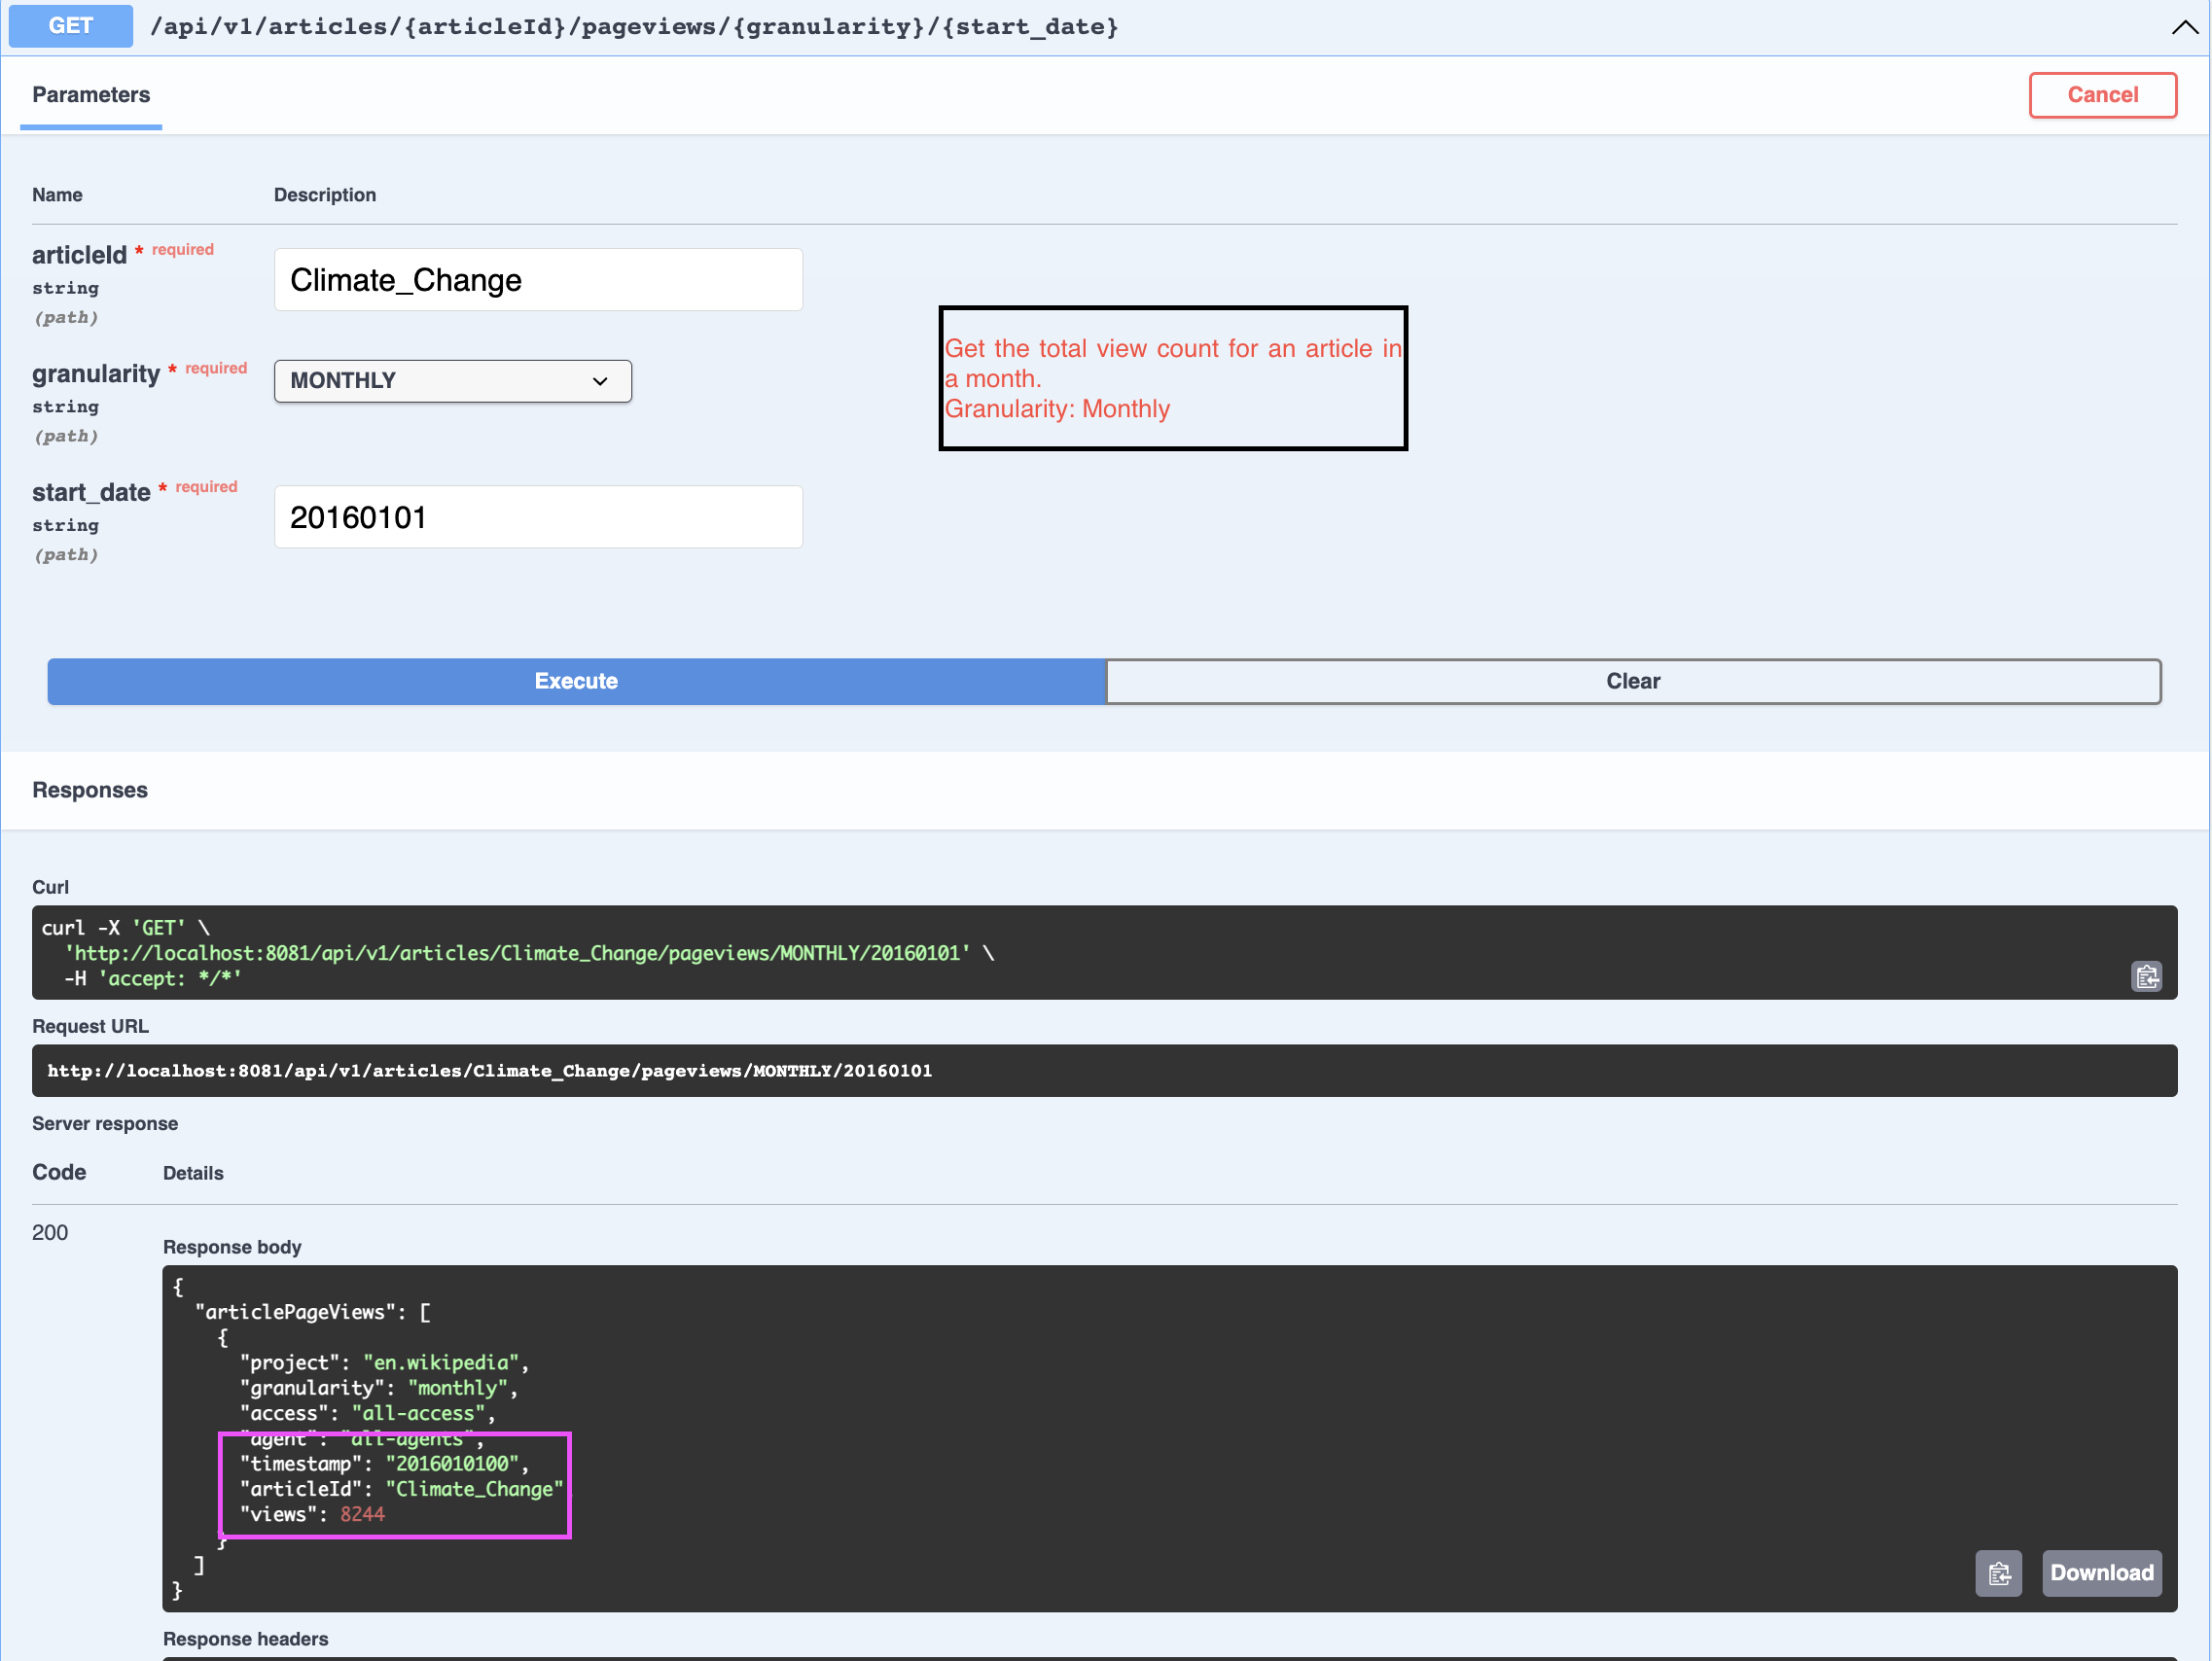 GET /api/v1/articles/{articleId}/pageviews/{granularity}/{start_date}
Parameters
Cancel
Name Description
articleId * required
string
(path)
Climate_Change
granularity * required
string
(path)
MONTHLY
Get the total view count for an article in
a month.
Granularity: Monthly
start_date * required
string
(path)
20160101
Execute
Clear
Responses
Curl
curl -X 'GET' \
'http://localhost:8081/api/v1/articles/Climate_Change/pageviews/MONTHLY/20160101' \
-H 'accept: */*'
Request URL
http://localhost:8081/api/v1/articles/Climate_Change/pageviews/MONTHLY/20160101
Server response
Code Details
200
Response body
{
"articlePageViews": [
{
"project": "en.wikipedia",
"granularity": "monthly",
"access": "all-access",
"agent": "all-agents",
"timestamp": "2016010100",
"articleId": "Climate_Change"
"views": 8244
}
]
}
Download
Response headers